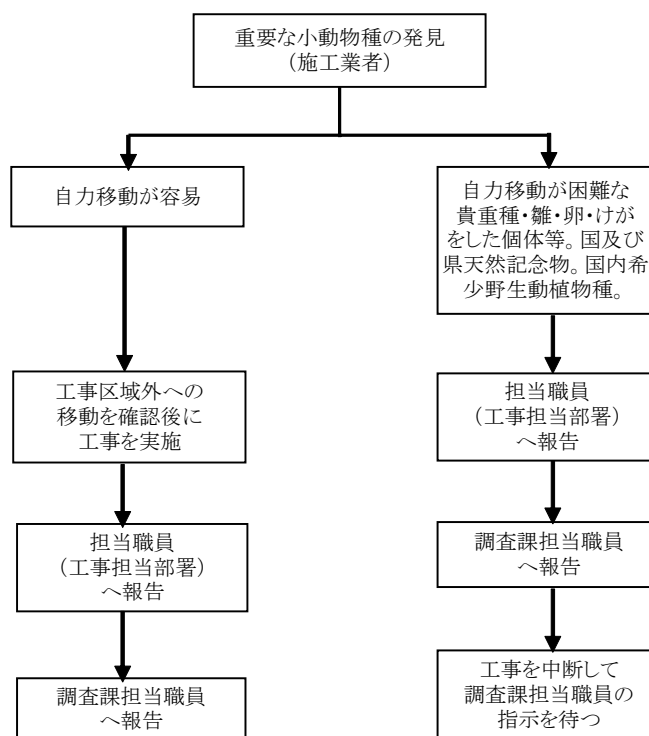 重要な小動物種の発見
（施工業者）
自力移動が容易
工事区域外への
移動を確認後に
工事を実施
担当職員
（工事担当部署）
へ報告
調査課担当職員
へ報告
自力移動が困難な
貴重種・雛・卵・けが
をした個体等。国及び
県天然記念物。国内希
少野生動植物種。
担当職員
（工事担当部署）
へ報告
調査課担当職員
へ報告
工事を中断して
調査課担当職員の
指示を待つ